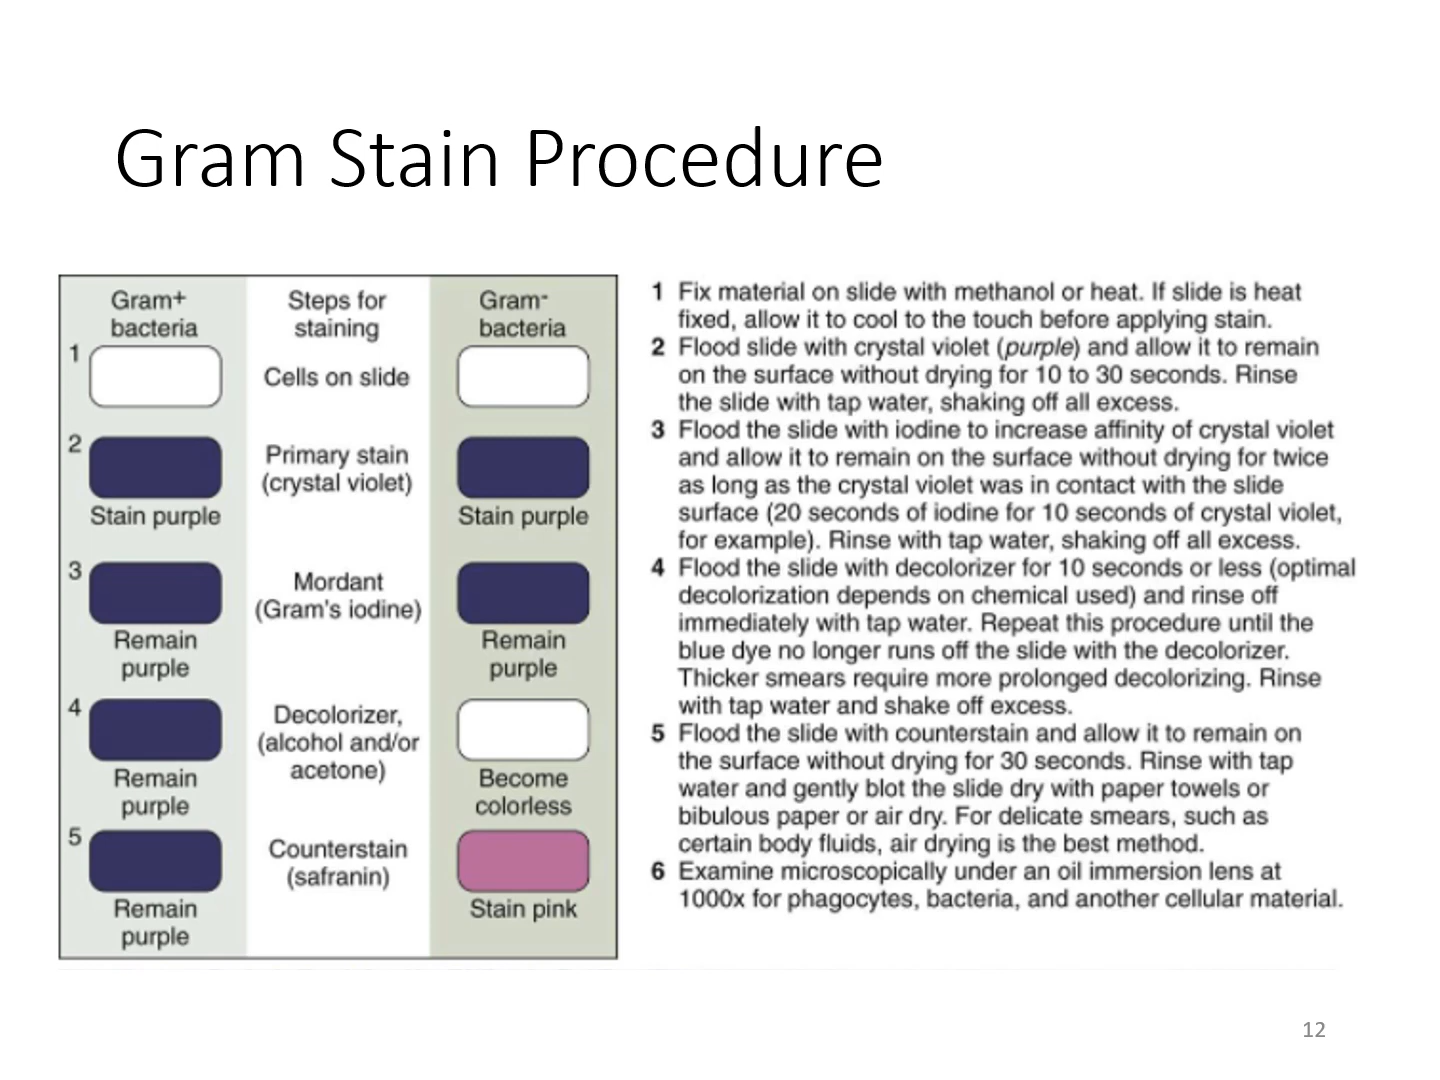 Gram Stain Procedure
Gram+
bacteria
Steps for
staining
Gram-
bacteria
1
Cells on slide
2
Primary stain
(crystal violet)
Stain purple
Stain purple
3
Mordant
(Gram's iodine)
Remain
purple
Remain
purple
4
Decolorizer,
(alcohol and/or
acetone)
Remain
purple
Become
colorless
5
Counterstain
(safranin)
Remain
purple
Stain pink
1 Fix material on slide with methanol or heat. If slide is heat
fixed, allow it to cool to the touch before applying stain.
2 Flood slide with crystal violet (purple) and allow it to remain
on the surface without drying for 10 to 30 seconds. Rinse
the slide with tap water, shaking off all excess.
3 Flood the slide with iodine to increase affinity of crystal violet
and allow it to remain on the surface without drying for twice
as long as the crystal violet was in contact with the slide
surface (20 seconds of iodine for 10 seconds of crystal violet,
for example). Rinse with tap water, shaking off all excess.
4 Flood the slide with decolorizer for 10 seconds or less (optimal
decolorization depends on chemical used) and rinse off
immediately with tap water. Repeat this procedure until the
blue dye no longer runs off the slide with the decolorizer.
Thicker smears require more prolonged decolorizing. Rinse
with tap water and shake off excess.
5 Flood the slide with counterstain and allow it to remain on
the surface without drying for 30 seconds. Rinse with tap
water and gently blot the slide dry with paper towels or
bibulous paper or air dry. For delicate smears, such as
certain body fluids, air drying is the best method.
6 Examine microscopically under an oil immersion lens at
1000x for phagocytes, bacteria, and another cellular material.
12